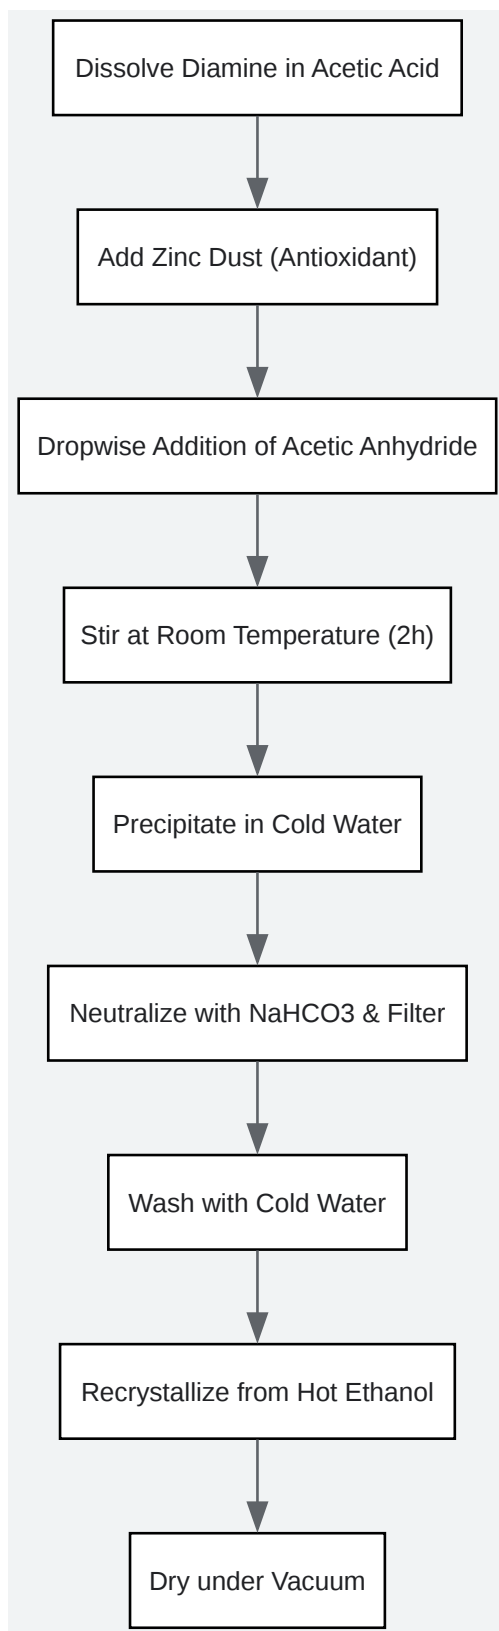 Dissolve Diamine in Acetic Acid
Add Zinc Dust (Antioxidant)
Dropwise Addition of Acetic Anhydride
Stir at Room Temperature (2h)
Precipitate in Cold Water
Neutralize with NaHCO3 & Filter
Wash with Cold Water
Recrystallize from Hot Ethanol
Dry under Vacuum